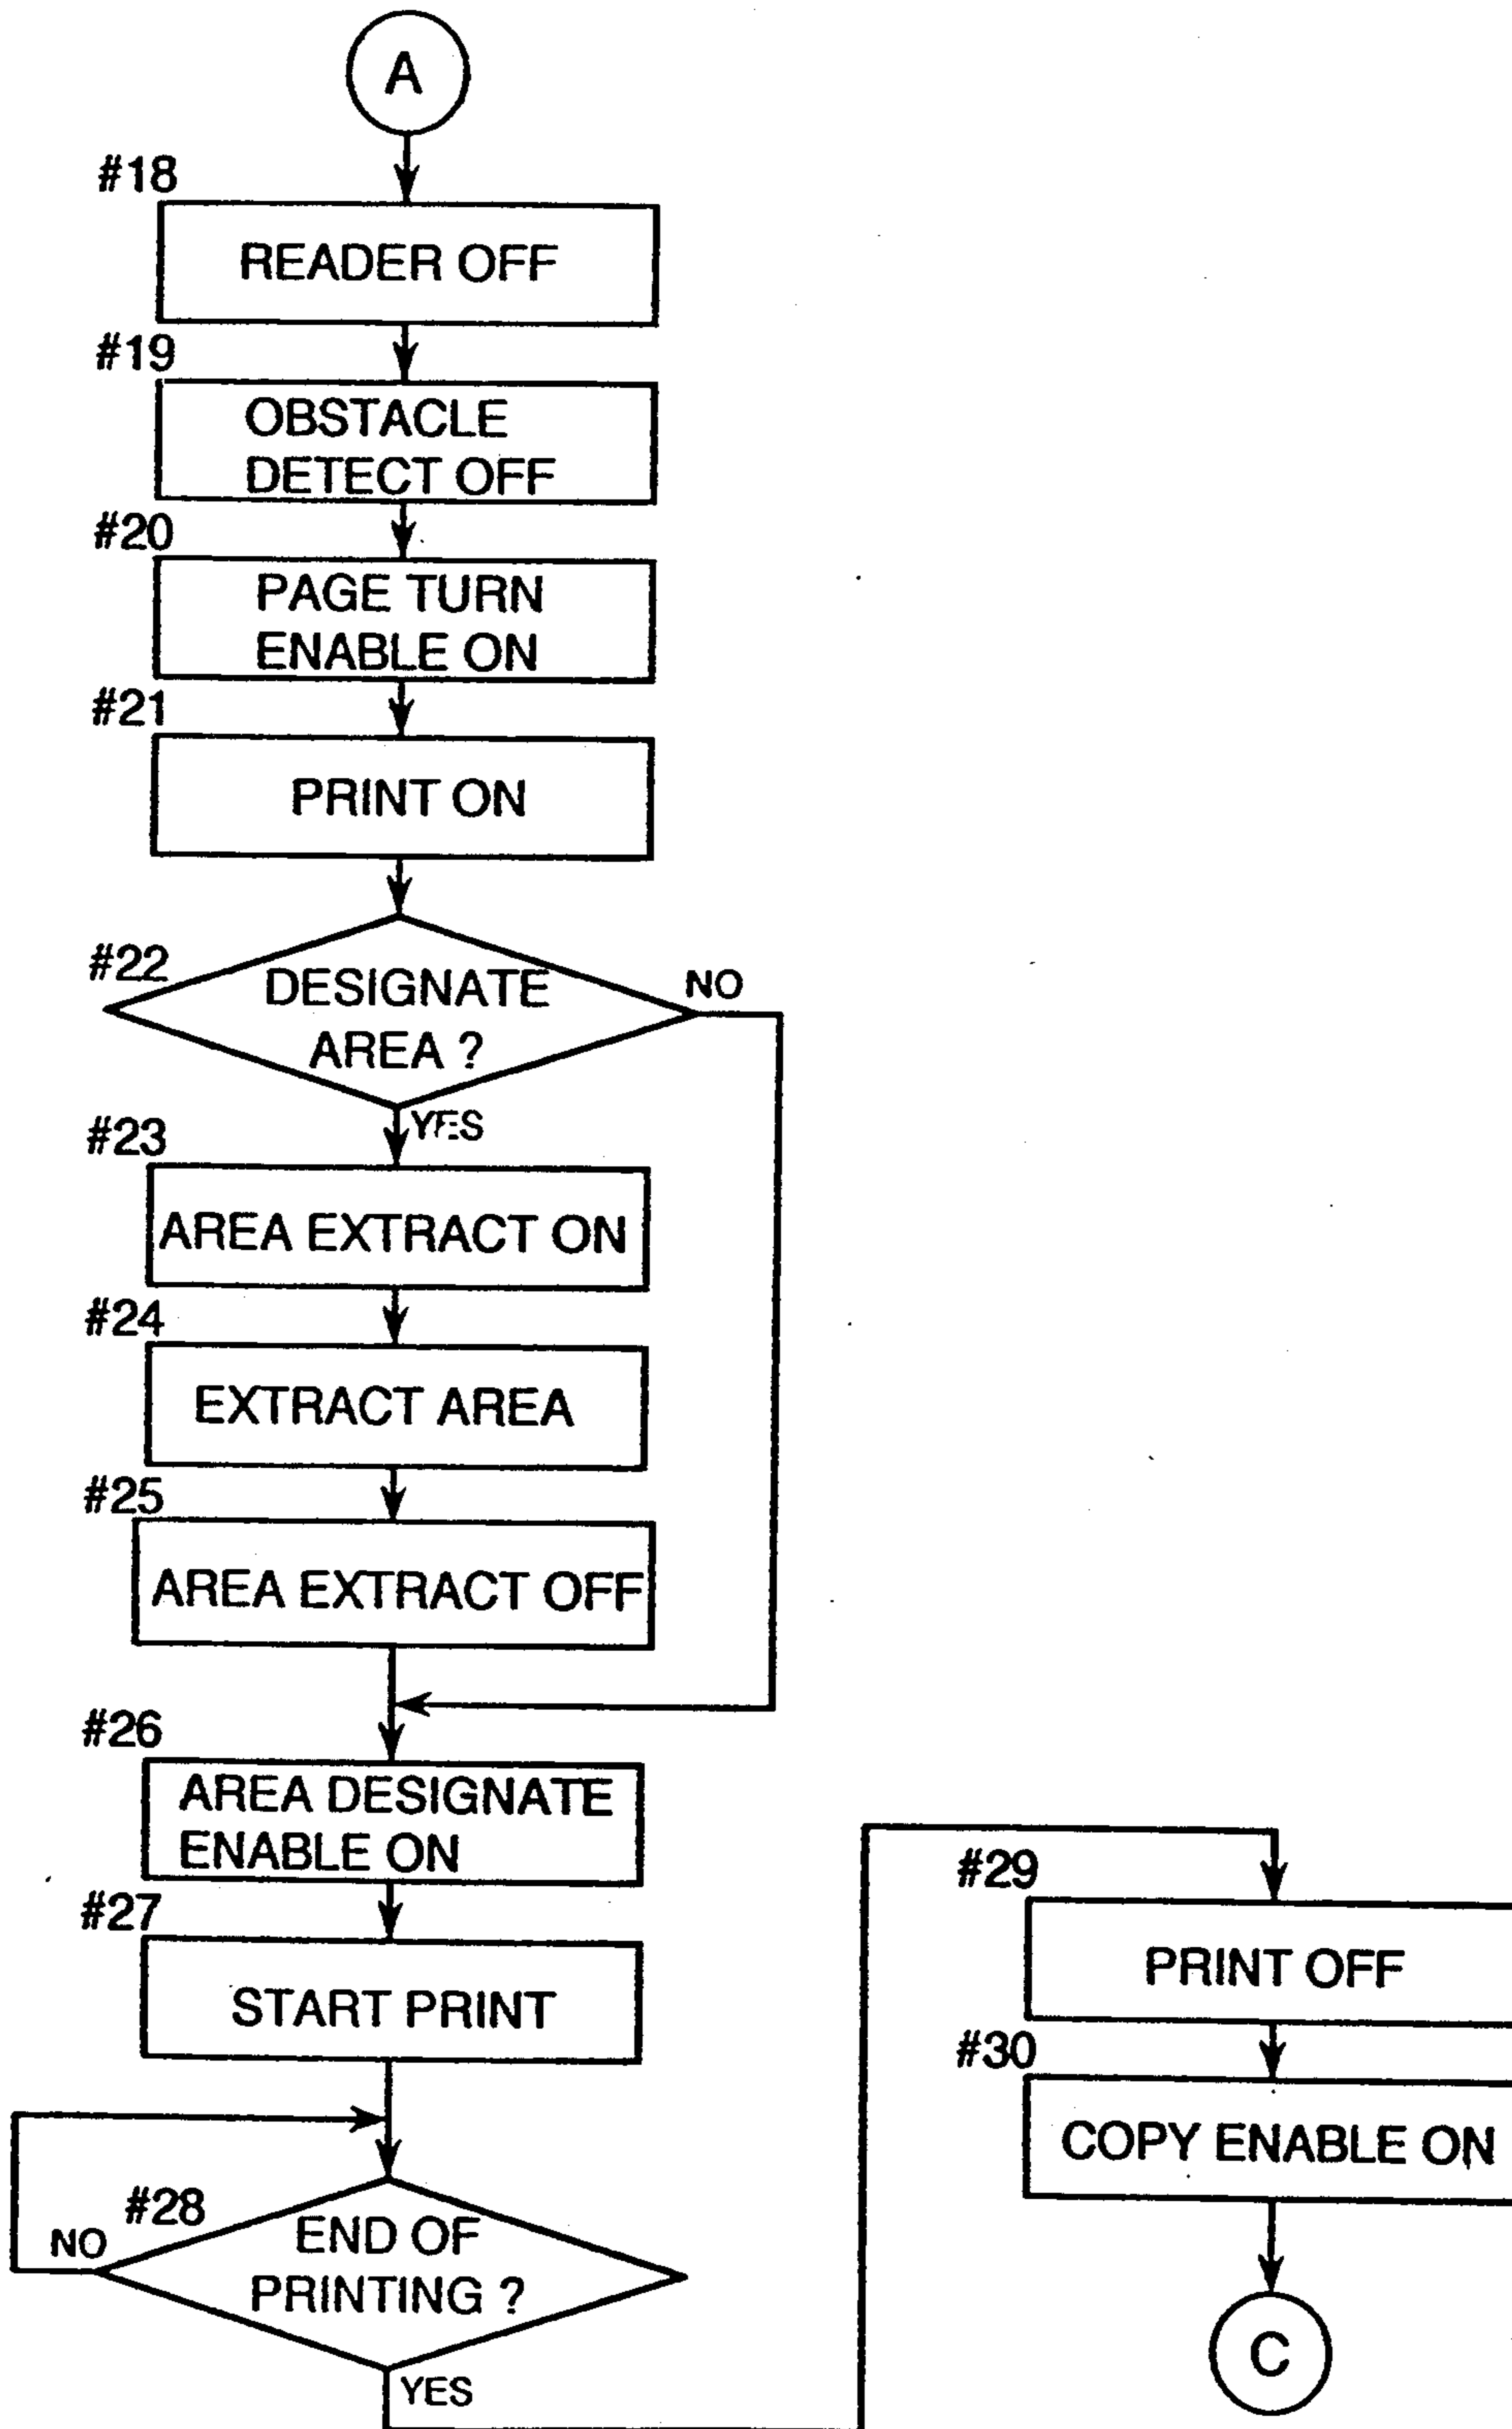 A
#18
READER OFF
#19
OBSTACLE
DETECT OFF
#20
PAGE TURN
ENABLE ON
#21
PRINT ON
#22
DESIGNATE
AREA ?
NO
YES
#23
AREA EXTRACT ON
#24
EXTRACT AREA
#25
AREA EXTRACT OFF
#26
AREA DESIGNATE
ENABLE ON
#27
START PRINT
#28
END OF
PRINTING ?
NO
YES
#29
PRINT OFF
#30
COPY ENABLE ON
C